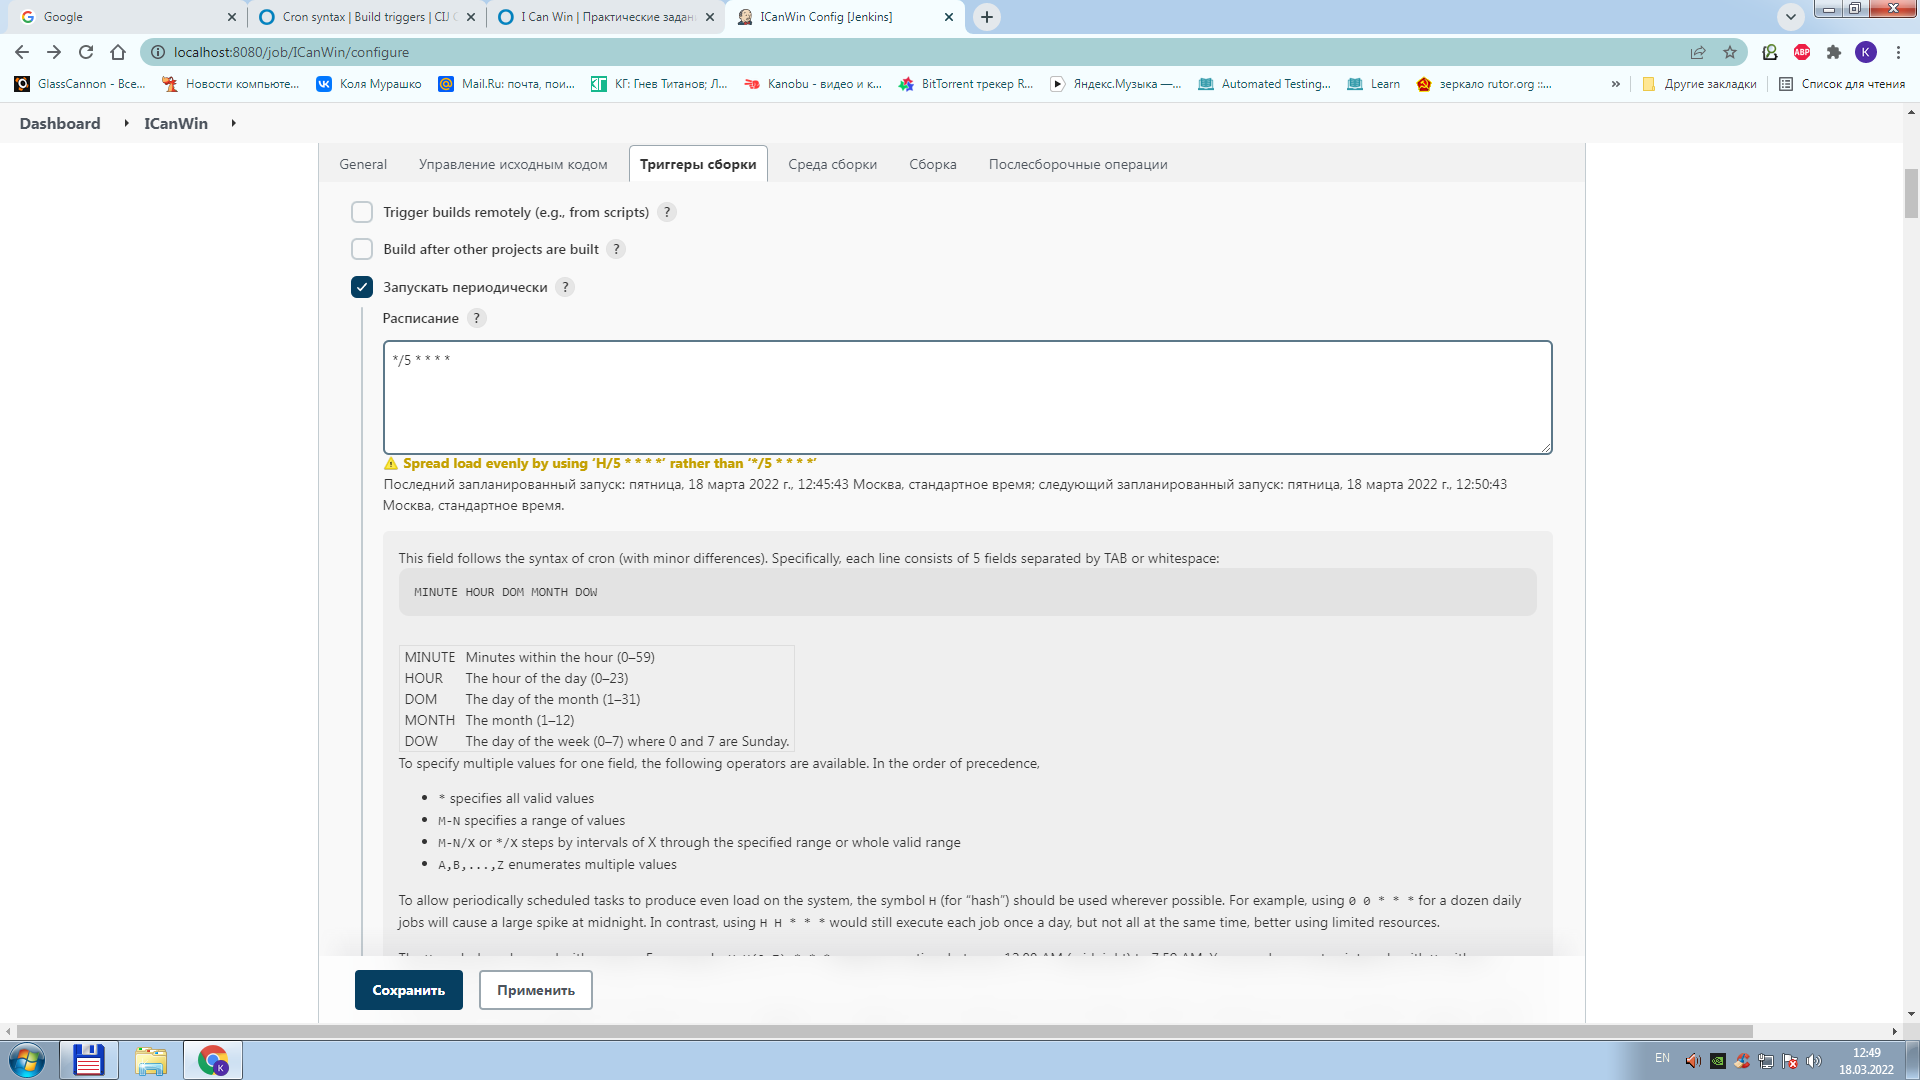 Google
Cron syntax | Build triggers | CI
I Can Win | Практические задан
ICanWin Config [Jenkins]
localhost:8080/job/ICanWin/configure
ABP
K
GlassCannon - Все...
Новости компьюте...
Коля Мурашко
Mail.Ru: почта, пои...
КГ: Гнев Титанов; Л...
Kanobu - видео и к...
BitTorrent трекер R...
Яндекс.Музыка —...
Automated Testing...
Learn
зеркало rutor.org ::...
»
Другие закладки
Список для чтения
Dashboard
ICanWin
General
Управление исходным кодом
Триггеры сборки
Среда сборки
Сборка
Послесборочные операции
Trigger builds remotely (e.g., from scripts) ?
Build after other projects are built ?
Запускать периодически ?
Расписание ?
*/5 * * * *
Spread load evenly by using ‘H/5 * * * *’ rather than ‘*/5 * * * *’
Последний запланированный запуск: пятница, 18 марта 2022 г., 12:45:43 Москва, стандартное время; следующий запланированный запуск: пятница, 18 марта 2022 г., 12:50:43
Москва, стандартное время.
This field follows the syntax of cron (with minor differences). Specifically, each line consists of 5 fields separated by TAB or whitespace:
MINUTE HOUR DOM MONTH DOW
MINUTE Minutes within the hour (0–59)
HOUR The hour of the day (0–23)
DOM The day of the month (1–31)
MONTH The month (1–12)
DOW The day of the week (0–7) where 0 and 7 are Sunday.
To specify multiple values for one field, the following operators are available. In the order of precedence,
• * specifies all valid values
• M-N specifies a range of values
• M-N/X or */X steps by intervals of X through the specified range or whole valid range
• A,B,...,Z enumerates multiple values
To allow periodically scheduled tasks to produce even load on the system, the symbol H (for “hash”) should be used wherever possible. For example, using 0 0 * * * for a dozen daily
jobs will cause a large spike at midnight. In contrast, using H H * * * would still execute each job once a day, but not all at the same time, better using limited resources.
Сохранить
Применить
K
EN
12:49
18.03.2022